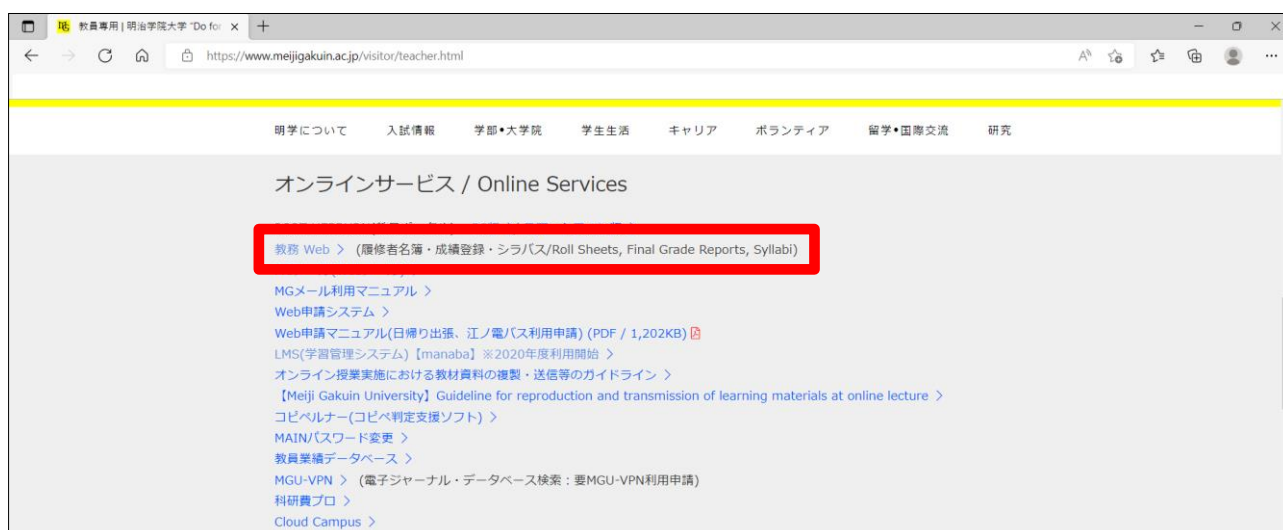 教員専用 | 明治学院大学 "Do for
https://www.meijigakuin.ac.jp/visitor/teacher.html
明学について 入試情報 学部•大学院 学生生活 キャリア ボランティア 留学•国際交流 研究
オンラインサービス / Online Services
教務 Web 〉 (履修者名簿・成績登録・シラバス/Roll Sheets, Final Grade Reports, Syllabi)
MGメール利用マニュアル 〉
Web申請システム 〉
Web申請マニュアル(日帰り出張、江ノ電バス利用申請) (PDF / 1,202KB)
LMS(学習管理システム)【manaba】※2020年度利用開始 〉
オンライン授業実施における教材資料の複製・送信等のガイドライン 〉
【Meiji Gakuin University】Guideline for reproduction and transmission of learning materials at online lecture 〉
コピペルナー(コピペ判定支援ソフト) 〉
MAINパスワード変更 〉
教員業績データベース 〉
MGU-VPN 〉 (電子ジャーナル・データベース検索：要MGU-VPN利用申請)
科研費プロ 〉
Cloud Campus 〉